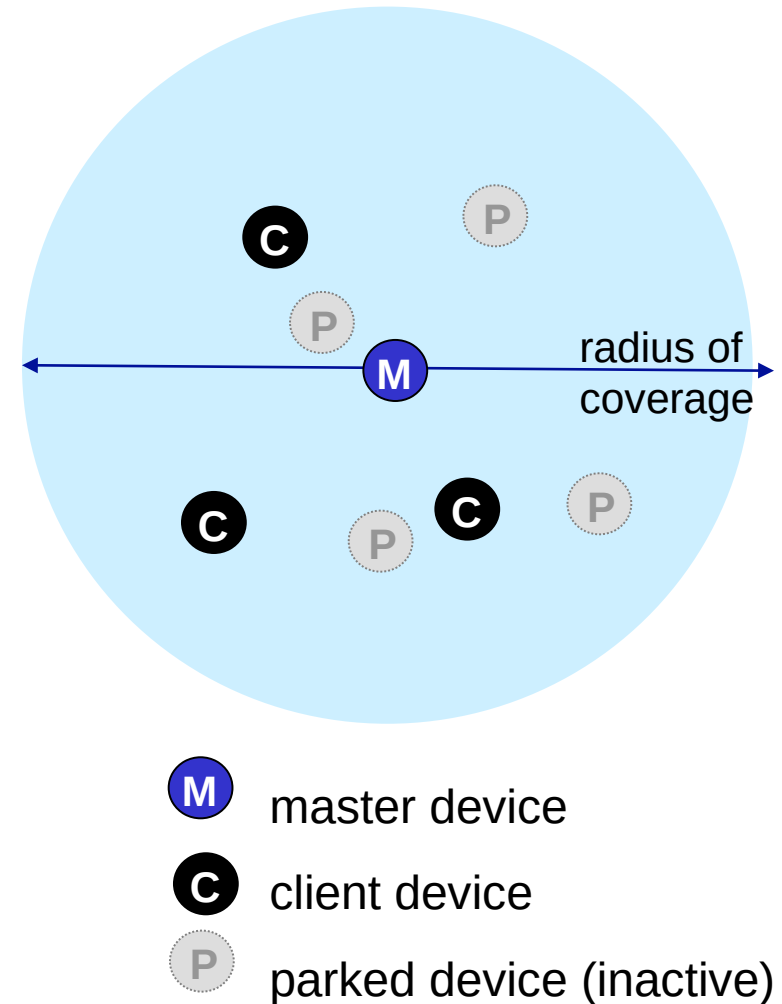 P
C
P
radius of
M
coverage
P
C
C
P
M master device
C client device
P parked device (inactive)